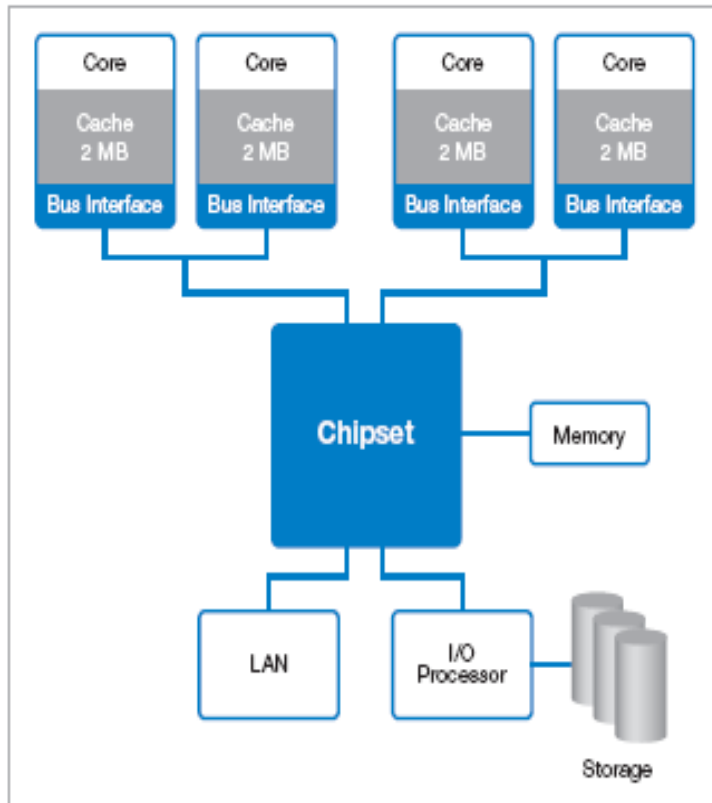 Core
Cache
2 MB
Bus Interface
Core
Cache
2 MB
Bus Interface
Core
Cache
2 MB
Bus Interface
Core
Cache
2 MB
Bus Interface
Chipset
Memory
LAN
I/O
Processor
Storage